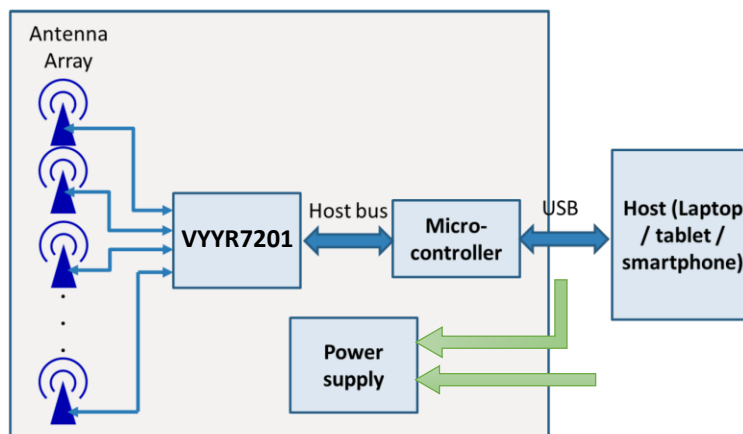 Antenna
Array
VYYR7201
Host bus
Micro-
controller
USB
Host (Laptop
/ tablet /
smartphone)
Power
supply